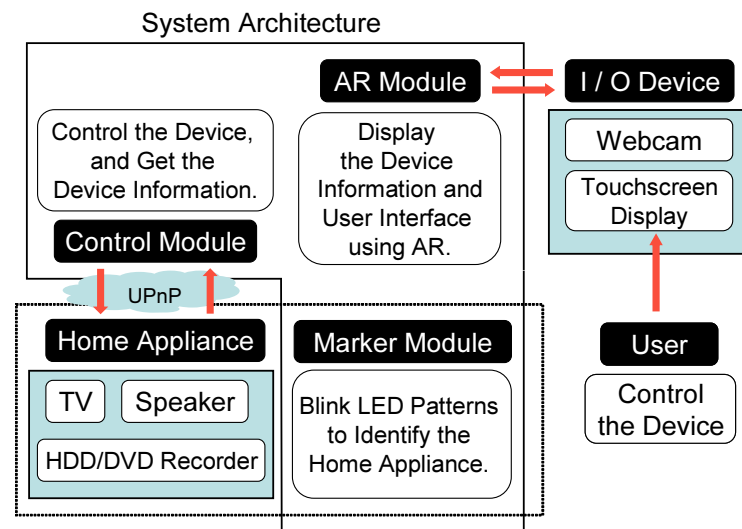 System Architecture
AR Module
I / O Device
Control the Device,
and Get the
Device Information.
Control Module
Display
the Device
Information and
User Interface
using AR.
Webcam
Touchscreen
Display
UPnP
Home Appliance
TV
Speaker
HDD/DVD Recorder
Marker Module
Blink LED Patterns
to Identify the
Home Appliance.
User
Control
the Device